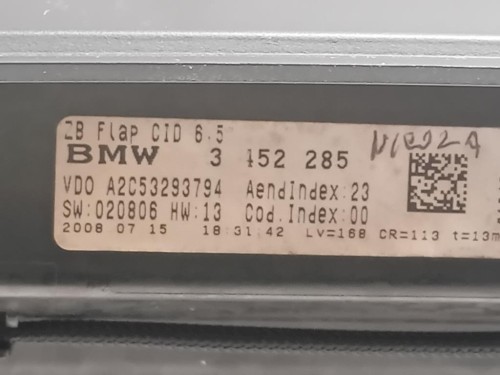 ZB Flap CID 6.5
BMW 3 452 285
VDO A2C53293794 AendIndex:23
SW:020806 HW:13 Cod.Index:00
2008 07 15 18:31:42 LV=168 CR=113 t=13m